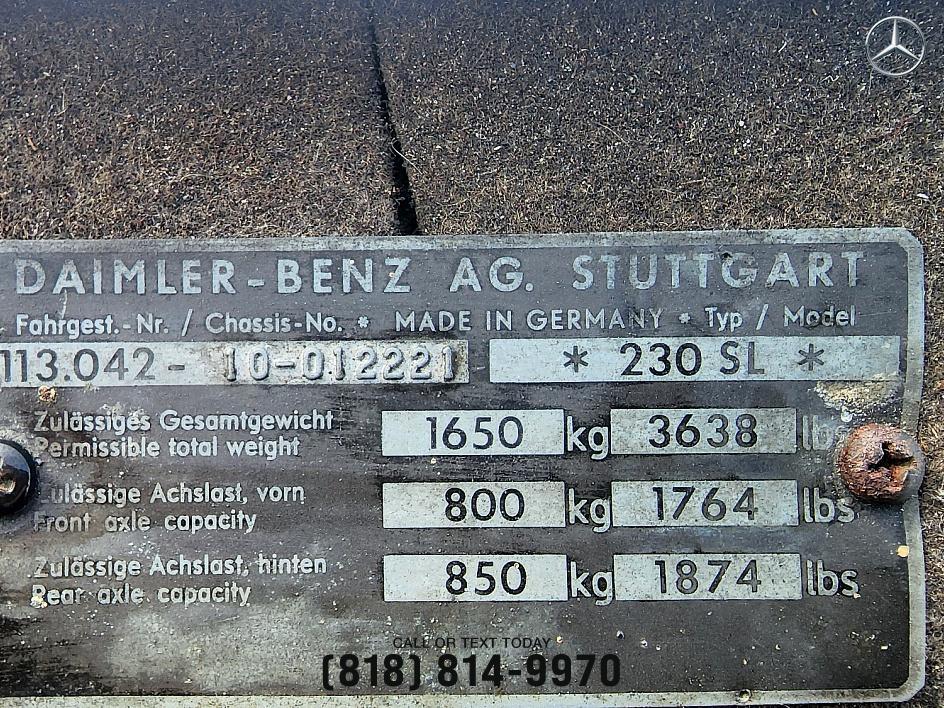 DAIMLER-BENZ AG. STUTTGART
Fahrgest.-Nr. / Chassis-No. * MADE IN GERMANY * Typ / Model
113.042- 10-012221 * 230 SL *
Zulässiges Gesamtgewicht
Permissible total weight
1650 kg 3638 lbs
Zulässige Achslast, vorn
Front axle capacity
800 kg 1764 lbs
Zulässige Achslast, hinten
Rear axle capacity
850 kg 1874 lbs
CALL OR TEXT TODAY
(818) 814-9970